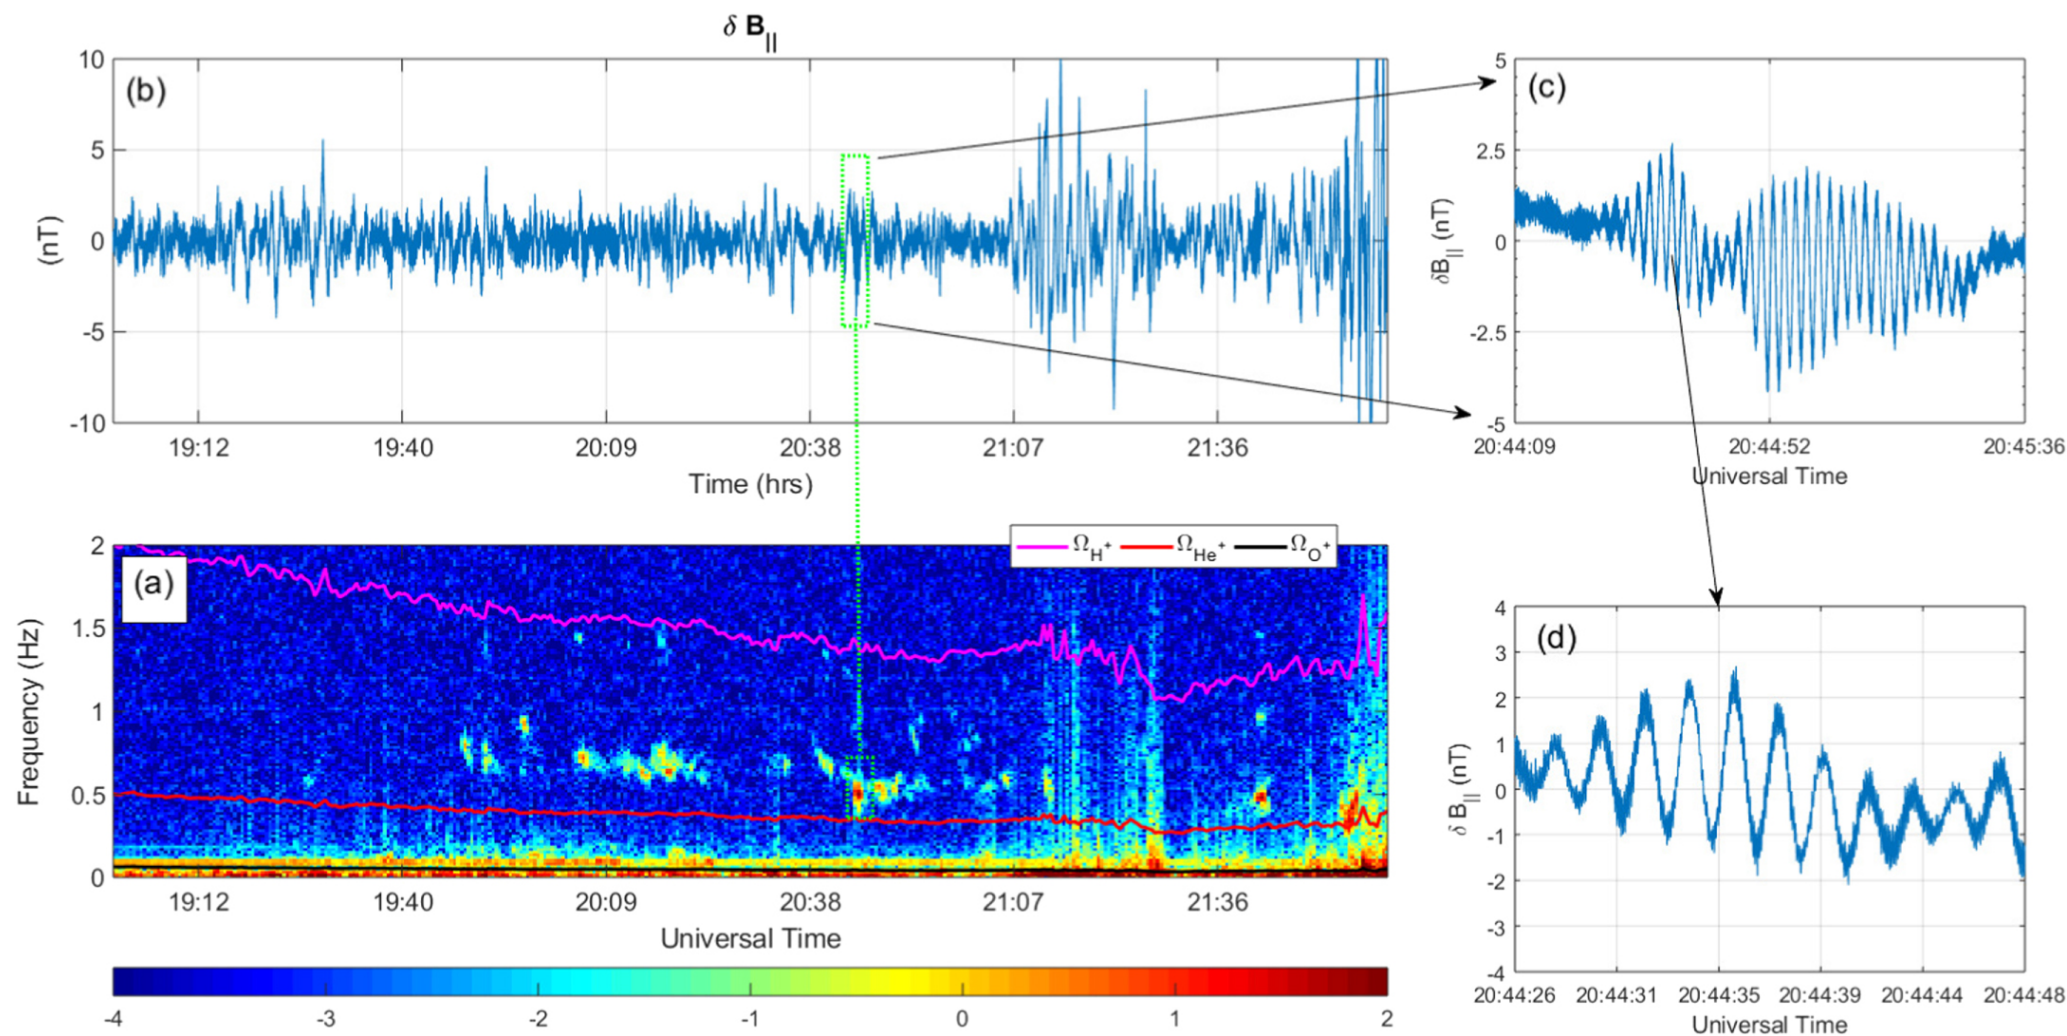 δ B||
(b)
10
5
0
-5
-10
(nT)
19:12 19:40 20:09 20:38 21:07 21:36
Time (hrs)
(c)
5
2.5
0
-2.5
-5
δB|| (nT)
20:44:09 20:44:52 20:45:36
Universal Time
(a)
ΩH+ ΩHe+ ΩO+
2
1.5
1
0.5
0
Frequency (Hz)
19:12 19:40 20:09 20:38 21:07 21:36
Universal Time
-4 -3 -2 -1 0 1 2
(d)
4
3
2
1
0
-1
-2
-3
-4
δ B|| (nT)
20:44:26 20:44:31 20:44:35 20:44:39 20:44:44 20:44:48
Universal Time